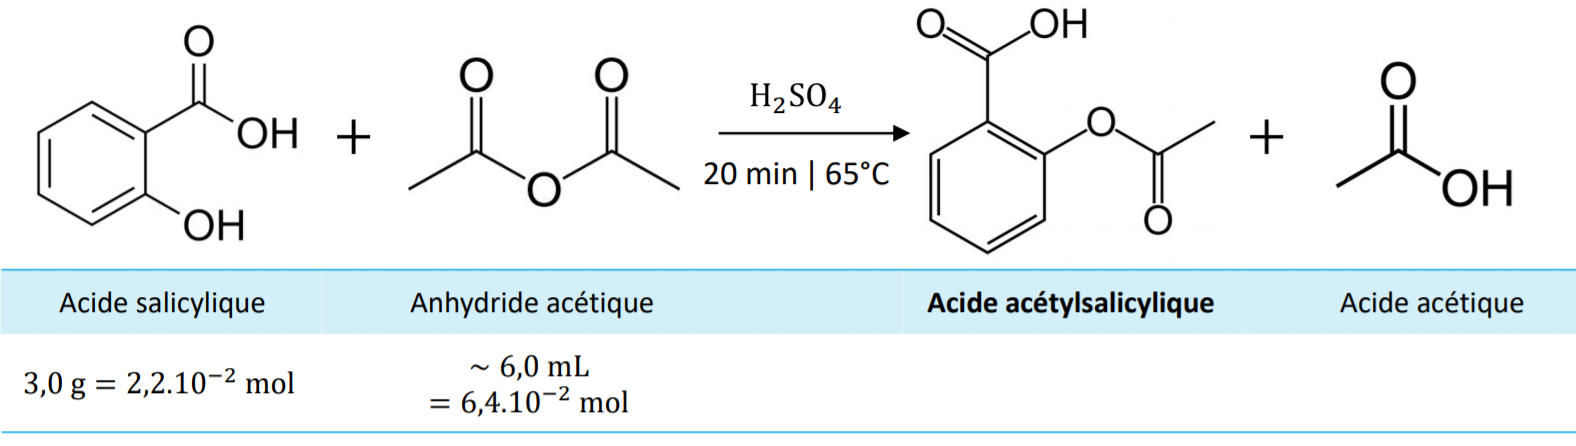 O
OH
OH
+
O
O
O
H₂SO₄
20 min | 65°C
O
OH
O
O
+
O
OH
Acide salicylique
Anhydride acétique
Acide acétylsalicylique
Acide acétique
3,0 g = 2,2.10⁻² mol
~ 6,0 mL
= 6,4.10⁻² mol